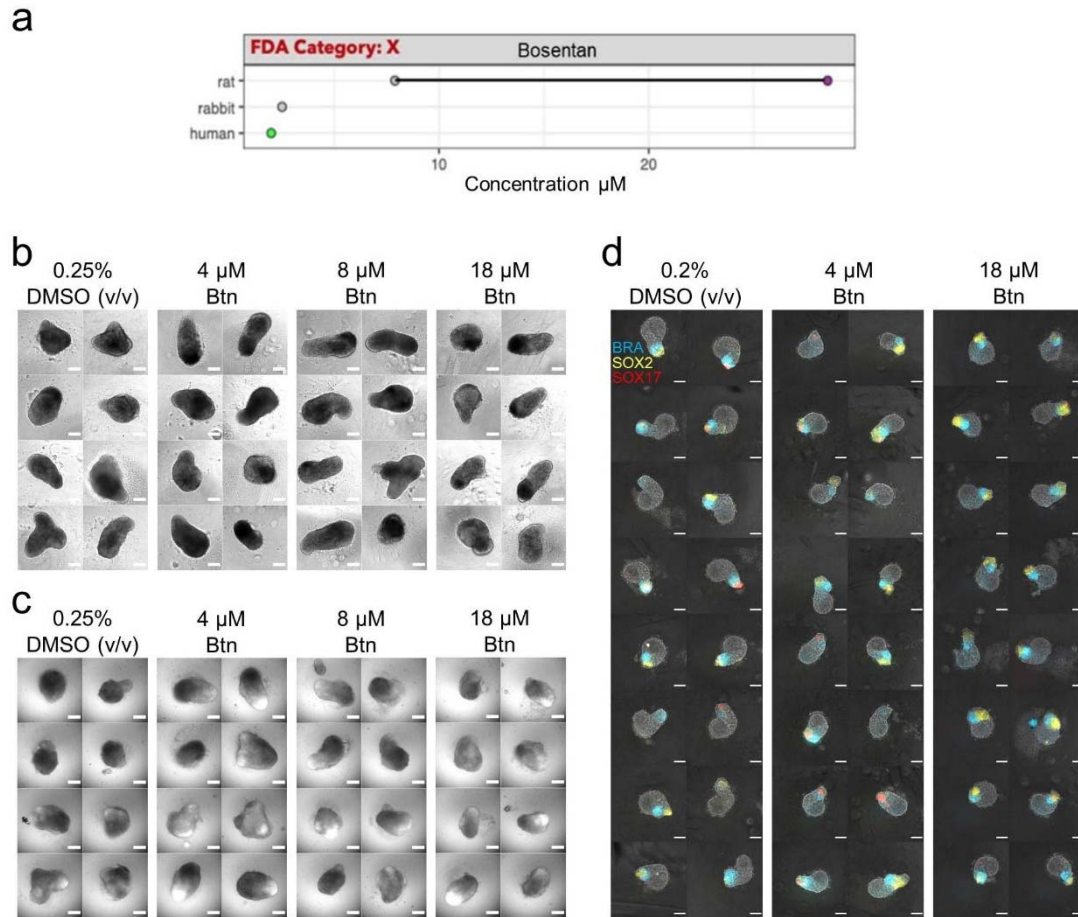 a
FDA Category: X
Bosentan
rat
rabbit
human
10 20
Concentration µM
b
0.25% 4 µM 8 µM 18 µM
DMSO (v/v) Btn Btn Btn
c
0.25% 4 µM 8 µM 18 µM
DMSO (v/v) Btn Btn Btn
d
0.2% 4 µM 18 µM
DMSO (v/v) Btn Btn
BRA
SOX2
SOX17